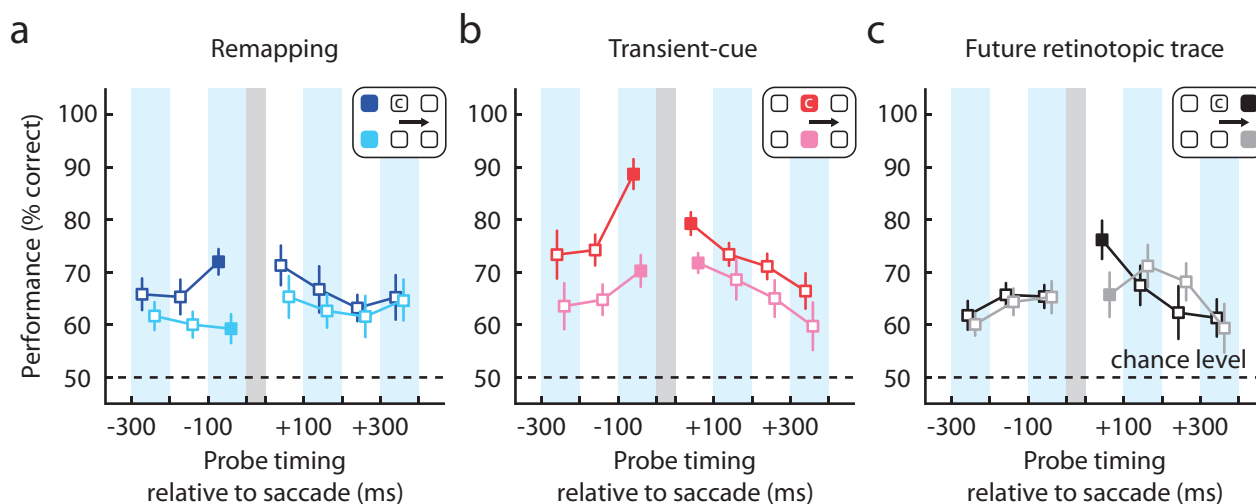 a
Remapping
b
Transient-cue
c
Future retinotopic trace
Performance (% correct)
100
90
80
70
60
50
C
-300
-100
+100
+300
Probe timing
relative to saccade (ms)
100
90
80
70
60
50
C
-300
-100
+100
+300
Probe timing
relative to saccade (ms)
100
90
80
70
60
50
C
chance level
-300
-100
+100
+300
Probe timing
relative to saccade (ms)